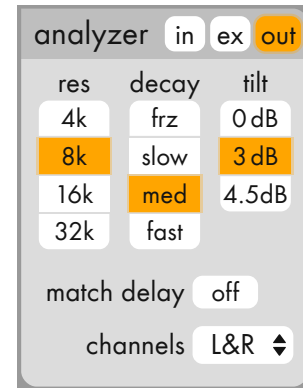 analyzer in ex out
res decay tilt
4k frz 0 dB
8k slow 3 dB
16k med 4.5dB
32k fast
match delay off
channels L&R